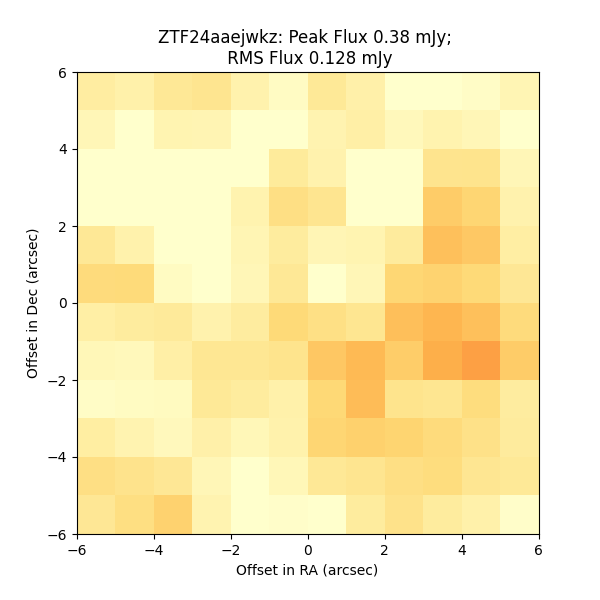 ZTF24aaejwkz: Peak Flux 0.38 mJy;
RMS Flux 0.128 mJy
6
4
2
0
−2
−4
−6
Offset in Dec (arcsec)
−6 −4 −2 0 2 4 6
Offset in RA (arcsec)